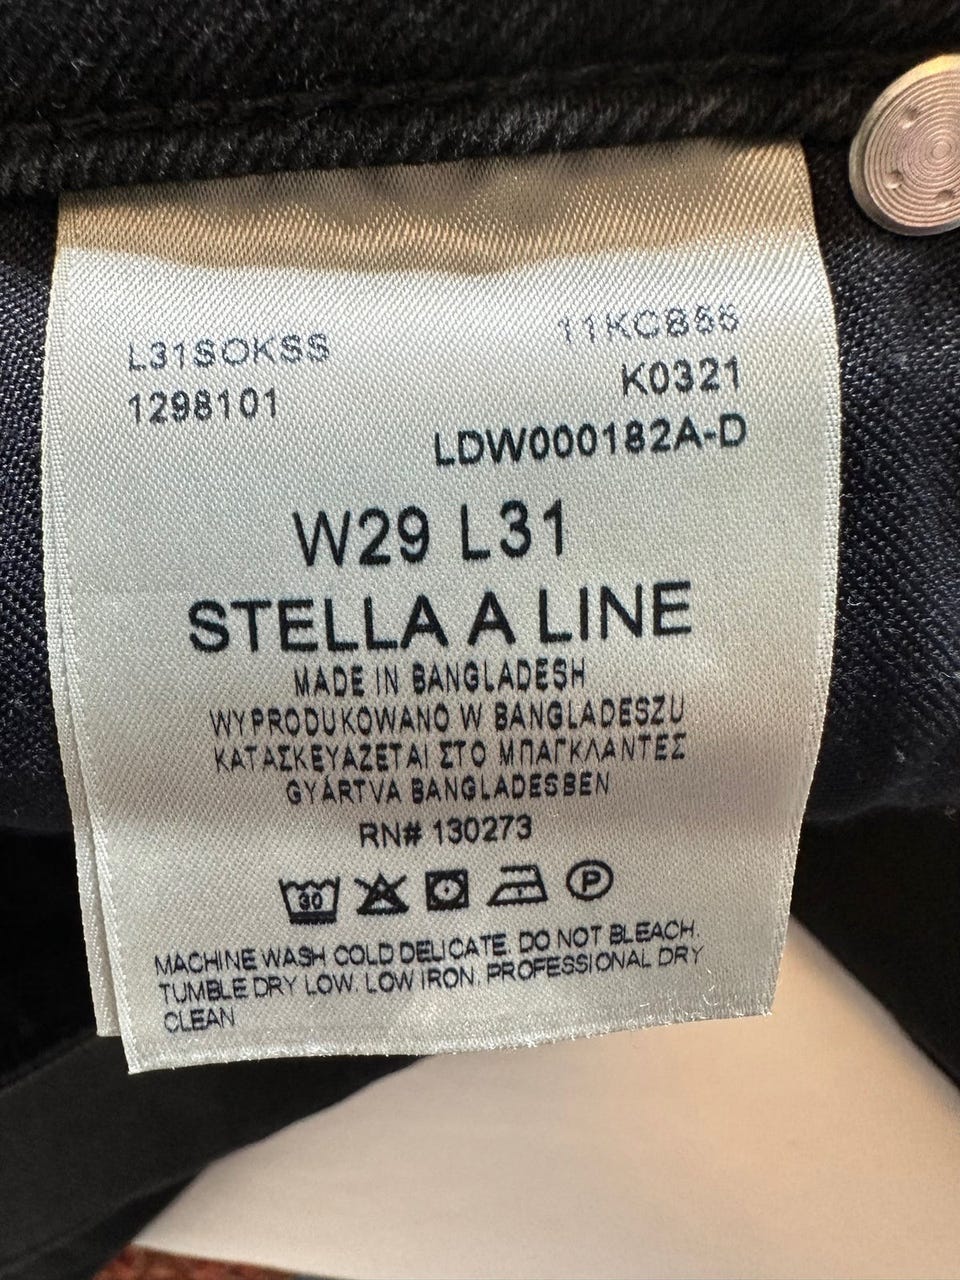 L31SOKSS
1298101
K0321
LDW000182A-D
W29 L31
STELLA A LINE
MADE IN BANGLADESH
WYPRODUKOWANO W BANGLADESZU
ΚΑΤΑΣΚΕΥΑΖΕΤΑΙ ΣΤΟ ΜΠΑΓΚΛΑΝΤΕΣ
GYÁRTVA BANGLADESBEN
RN# 130273
30 P
MACHINE WASH COLD DELICATE. DO NOT BLEACH.
TUMBLE DRY LOW. LOW IRON. PROFESSIONAL DRY
CLEAN